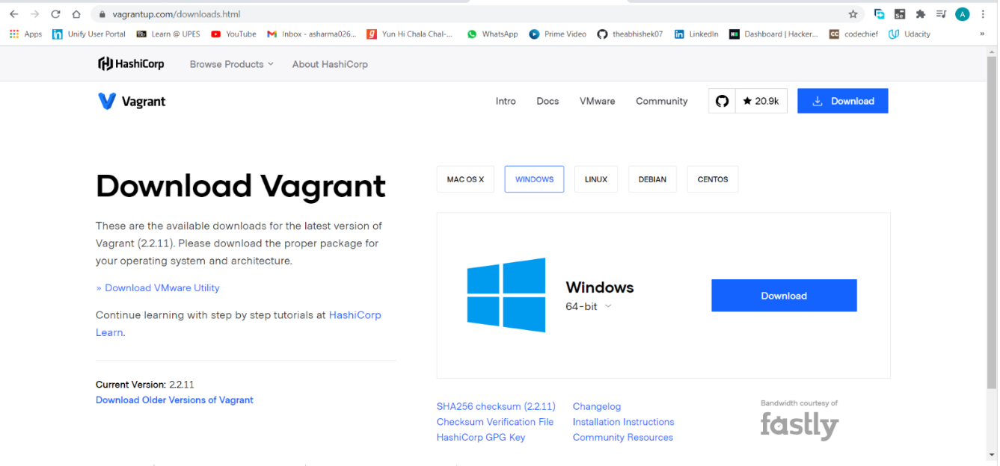 vagrantup.com/downloads.html
A
Apps Unify User Portal Learn @ UPES YouTube Inbox - asharma026... Yun Hi Chala Chal-... WhatsApp Prime Video theabhishek07 LinkedIn Dashboard | Hacker... codechief Udacity »
HashiCorp Browse Products About HashiCorp
Vagrant Intro Docs VMware Community ★ 20.9k Download
MAC OS X WINDOWS LINUX DEBIAN CENTOS
Download Vagrant
These are the available downloads for the latest version of
Vagrant (2.2.11). Please download the proper package for
your operating system and architecture.
» Download VMware Utility
Continue learning with step by step tutorials at HashiCorp
Learn.
Current Version: 2.2.11
Download Older Versions of Vagrant
Windows
64-bit
Download
SHA256 checksum (2.2.11) Changelog
Checksum Verification File Installation Instructions
HashiCorp GPG Key Community Resources
Bandwidth courtesy of
fastly